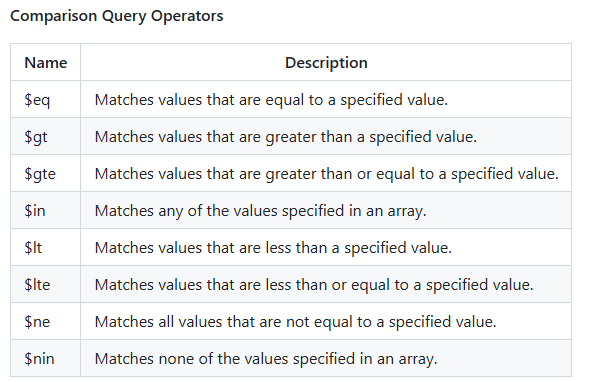 Comparison Query Operators
Name Description
$eq Matches values that are equal to a specified value.
$gt Matches values that are greater than a specified value.
$gte Matches values that are greater than or equal to a specified value.
$in Matches any of the values specified in an array.
$lt Matches values that are less than a specified value.
$lte Matches values that are less than or equal to a specified value.
$ne Matches all values that are not equal to a specified value.
$nin Matches none of the values specified in an array.